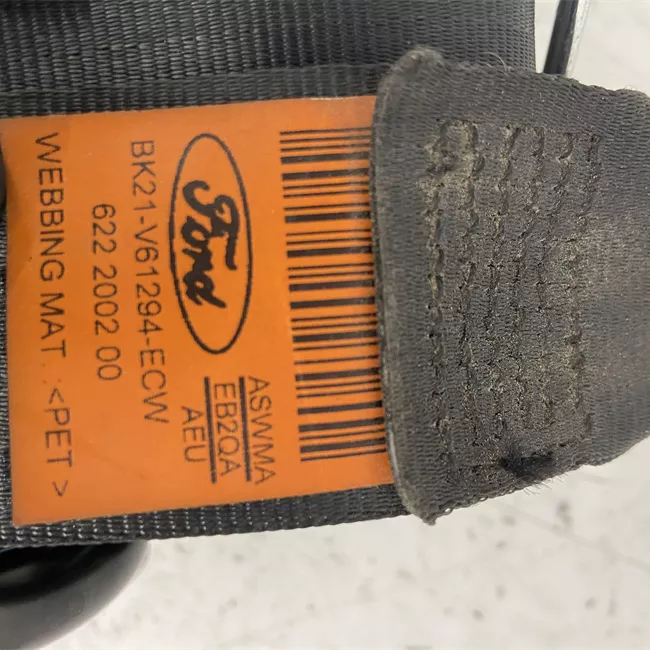 Ford
BK21-V61294-ECW
622 2002 00
WEBBING MAT. <PET >
ASWMA
EB2QA
AEU